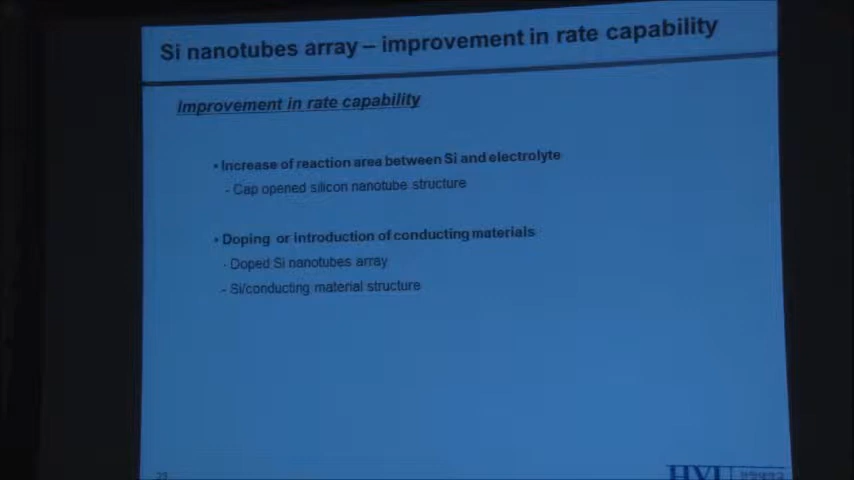 Si nanotubes array – improvement in rate capability
Improvement in rate capability
• Increase of reaction area between Si and electrolyte
- Cap opened silicon nanotube structure
• Doping or introduction of conducting materials
- Doped Si nanotubes array
- Si/conducting material structure
HYU